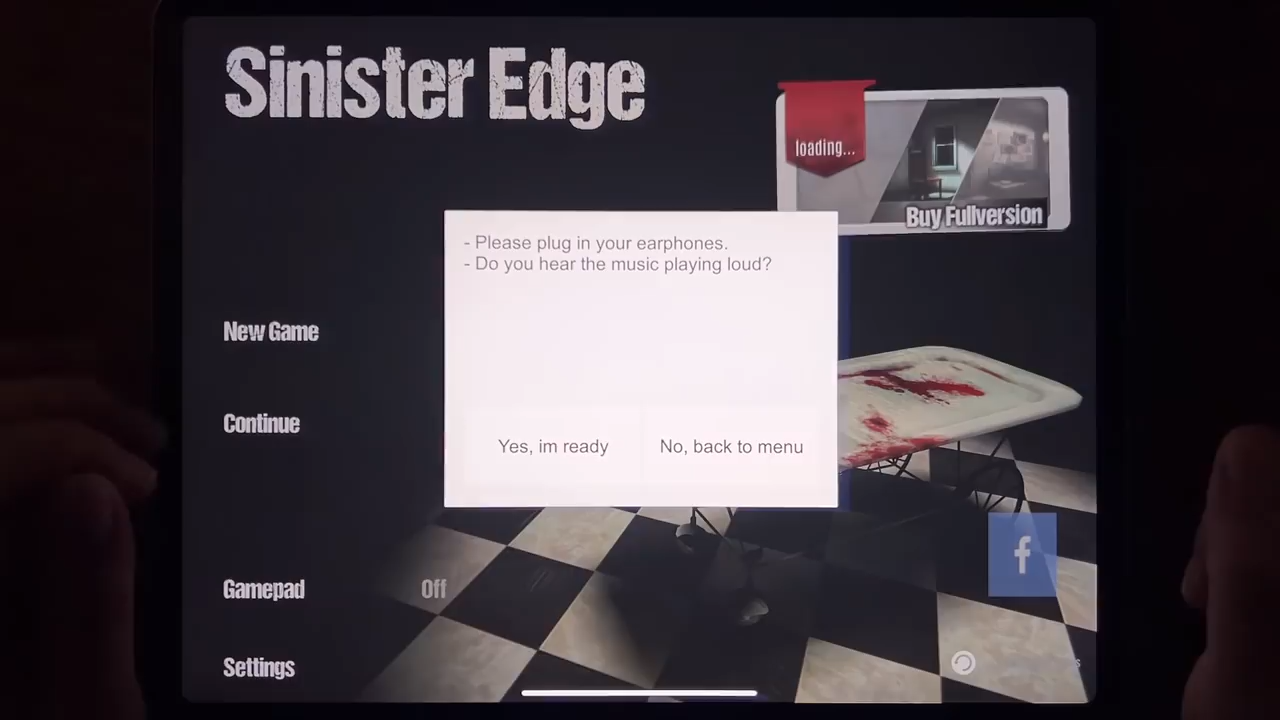 Sinister Edge
loading...
Buy Fullversion
- Please plug in your earphones.
- Do you hear the music playing loud?
Yes, im ready
No, back to menu
New Game
Continue
Gamepad Off
Settings
f